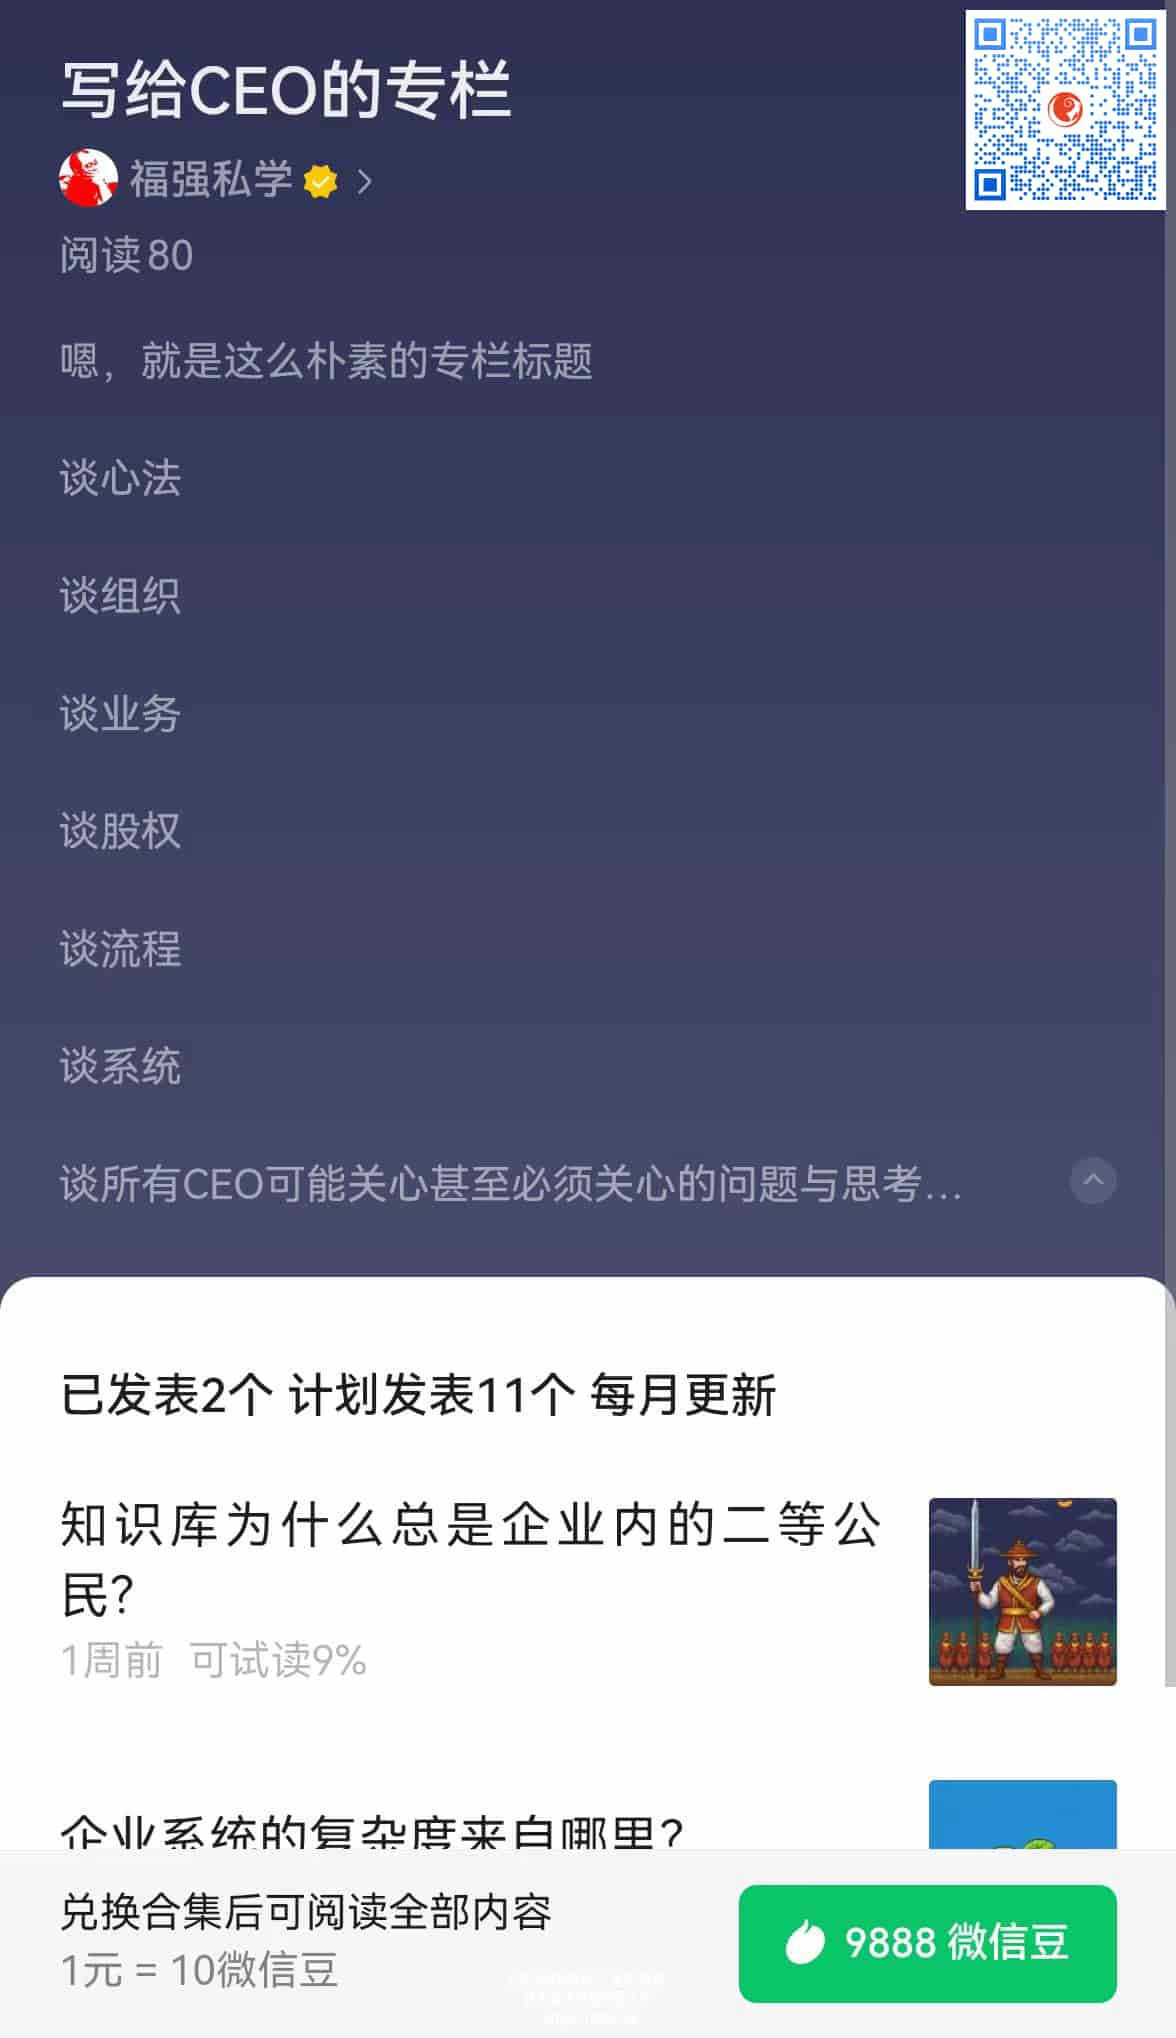 写给CEO的专栏
福强私学
阅读80
嗯，就是这么朴素的专栏标题
谈心法
谈组织
谈业务
谈股权
谈流程
谈系统
谈所有CEO可能关心甚至必须关心的问题与思考...
已发表2个 计划发表11个 每月更新
知识库为什么总是企业内的二等公
民？
1周前 可试读9%
企业系统的复杂度来自哪里？
兑换合集后可阅读全部内容
1元 = 10微信豆
9888 微信豆